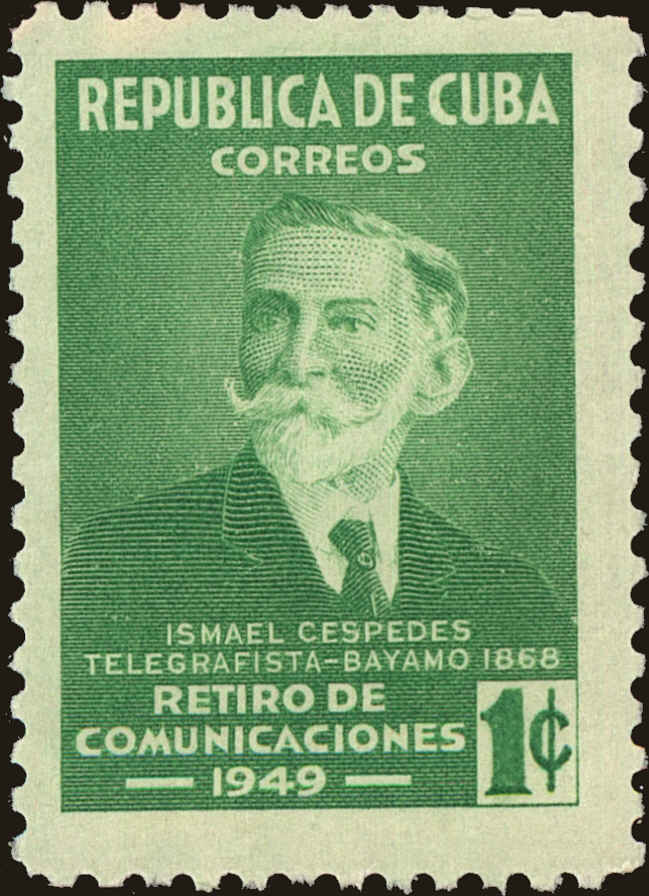 REPUBLICA DE CUBA
CORREOS
ISMAEL CESPEDES
TELEGRAFISTA-BAYAMO 1868
RETIRO DE
COMUNICACIONES
1949
1¢